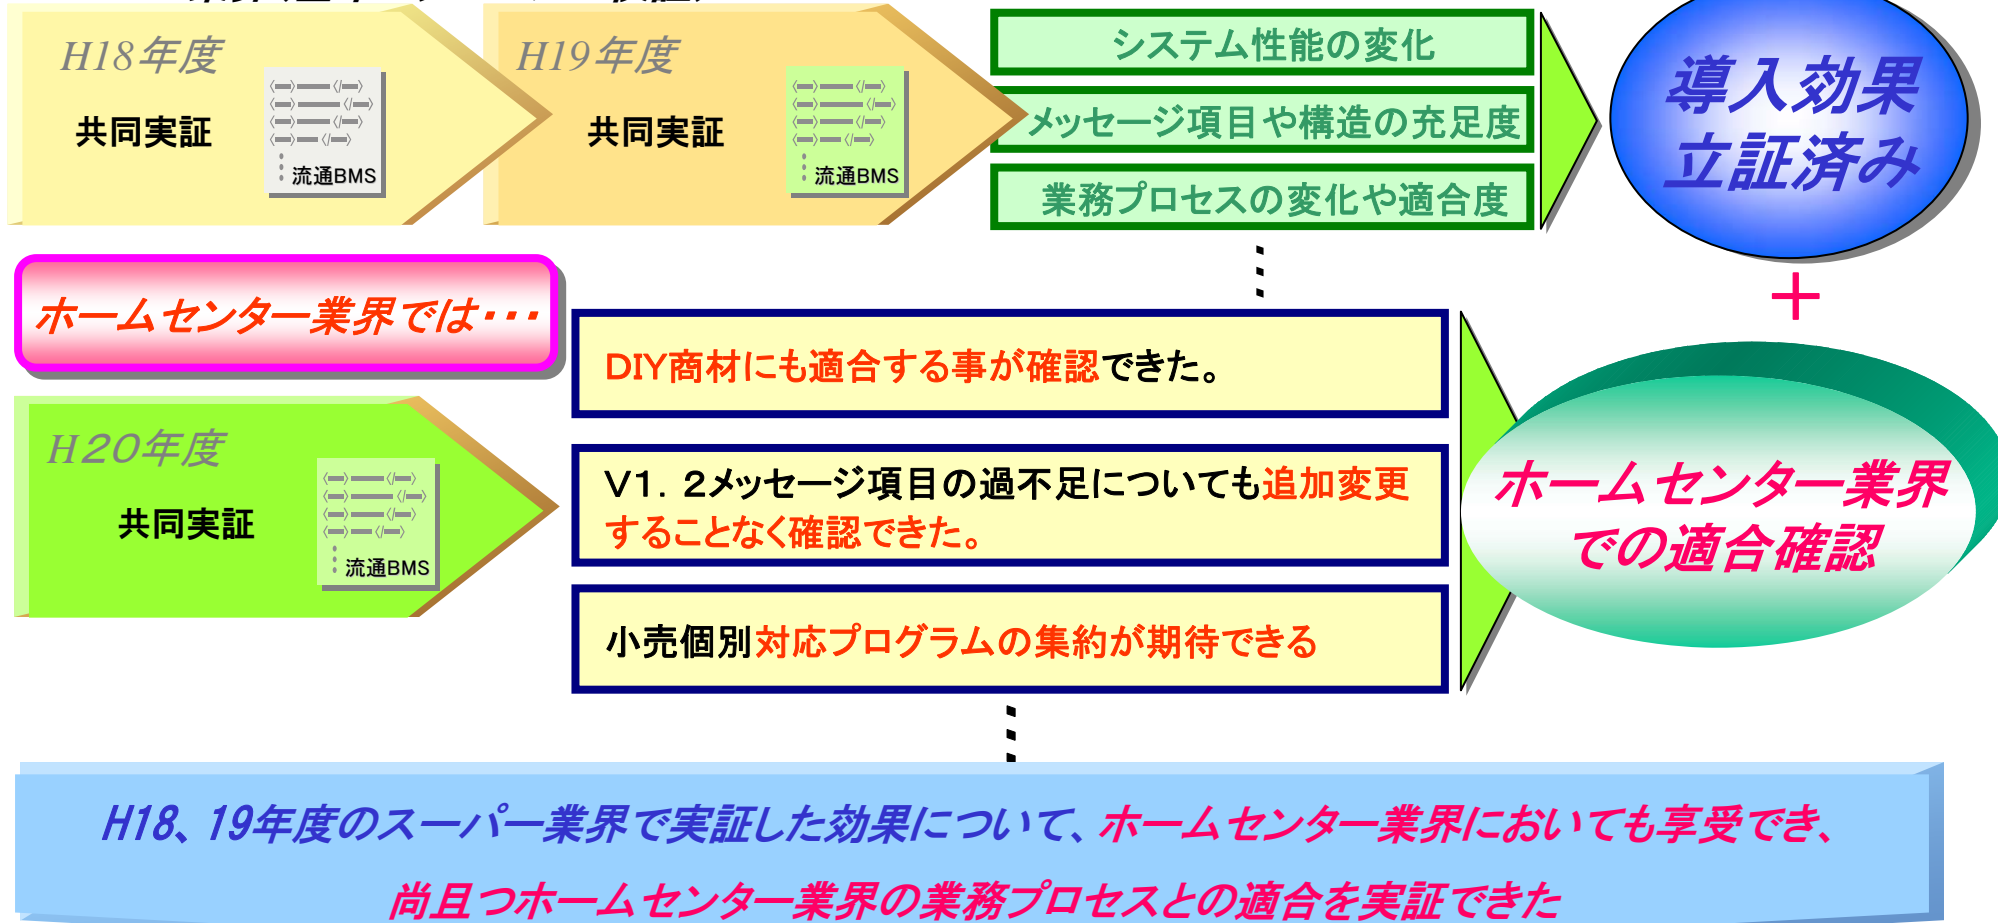 H18年度
共同実証
流通BMS
H19年度
共同実証
流通BMS
システム性能の変化
メッセージ項目や構造の充足度
業務プロセスの変化や適合度
導入効果
立証済み
＋
ホームセンター業界では・・・
H20年度
共同実証
流通BMS
DIY商材にも適合する事が確認できた。
V1．2メッセージ項目の過不足についても追加変更
することなく確認できた。
小売個別対応プログラムの集約が期待できる
ホームセンター業界
での適合確認
H18、19年度のスーパー業界で実証した効果について、ホームセンター業界においても享受でき、
尚且つホームセンター業界の業務プロセスとの適合を実証できた